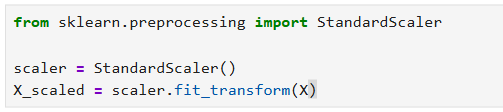 from sklearn.preprocessing import StandardScaler
scaler = StandardScaler()
X_scaled = scaler.fit_transform(X)